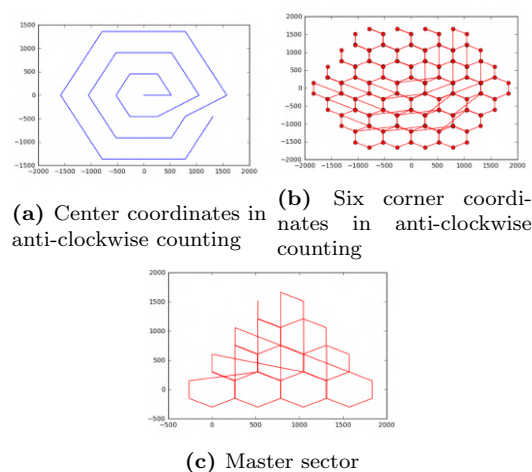 1500
1000
500
0
−500
−1000
−1500
−2000 −1500 −1000 −500 0 500 1000 1500 2000
2000
1500
1000
500
0
−500
−1000
−1500
−2000
−2000 −1500 −1000 −500 0 500 1000 1500 2000
(a) Center coordinates in
anti-clockwise counting
(b) Six corner coordi-
nates in anti-clockwise
counting
2000
1500
1000
500
0
−500
−500 0 500 1000 1500 2000
(c) Master sector